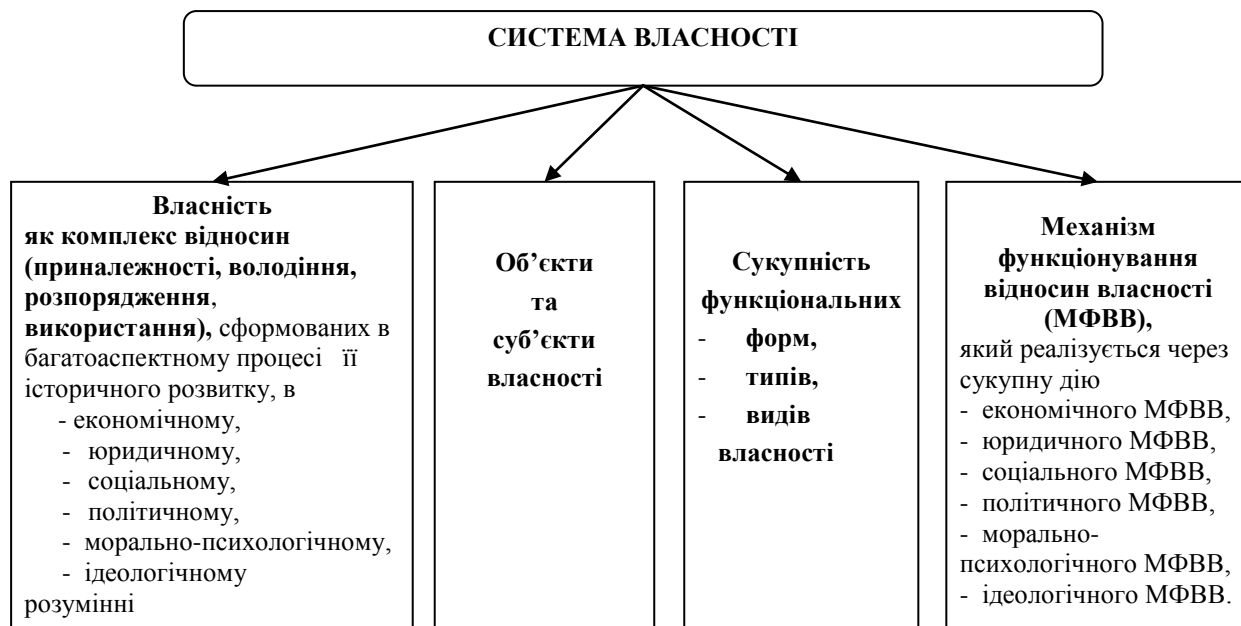 СИСТЕМА ВЛАСНОСТІ
Власність
як комплекс відносин
(приналежності, володіння,
розпорядження,
використання), сформованих в
багатоаспектному процесі її
історичного розвитку, в
- економічному,
- юридичному,
- соціальному,
- політичному,
- морально-психологічному,
- ідеологічному
розумінні
Об’єкти
та
суб’єкти
власності
Сукупність
функціональних
- форм,
- типів,
- видів
власності
Механізм
функціонування
відносин власності
(МФВВ),
який реалізується через
сукупну дію
- економічного МФВВ,
- юридичного МФВВ,
- соціального МФВВ,
- політичного МФВВ,
- морально-
психологічного МФВВ,
- ідеологічного МФВВ.